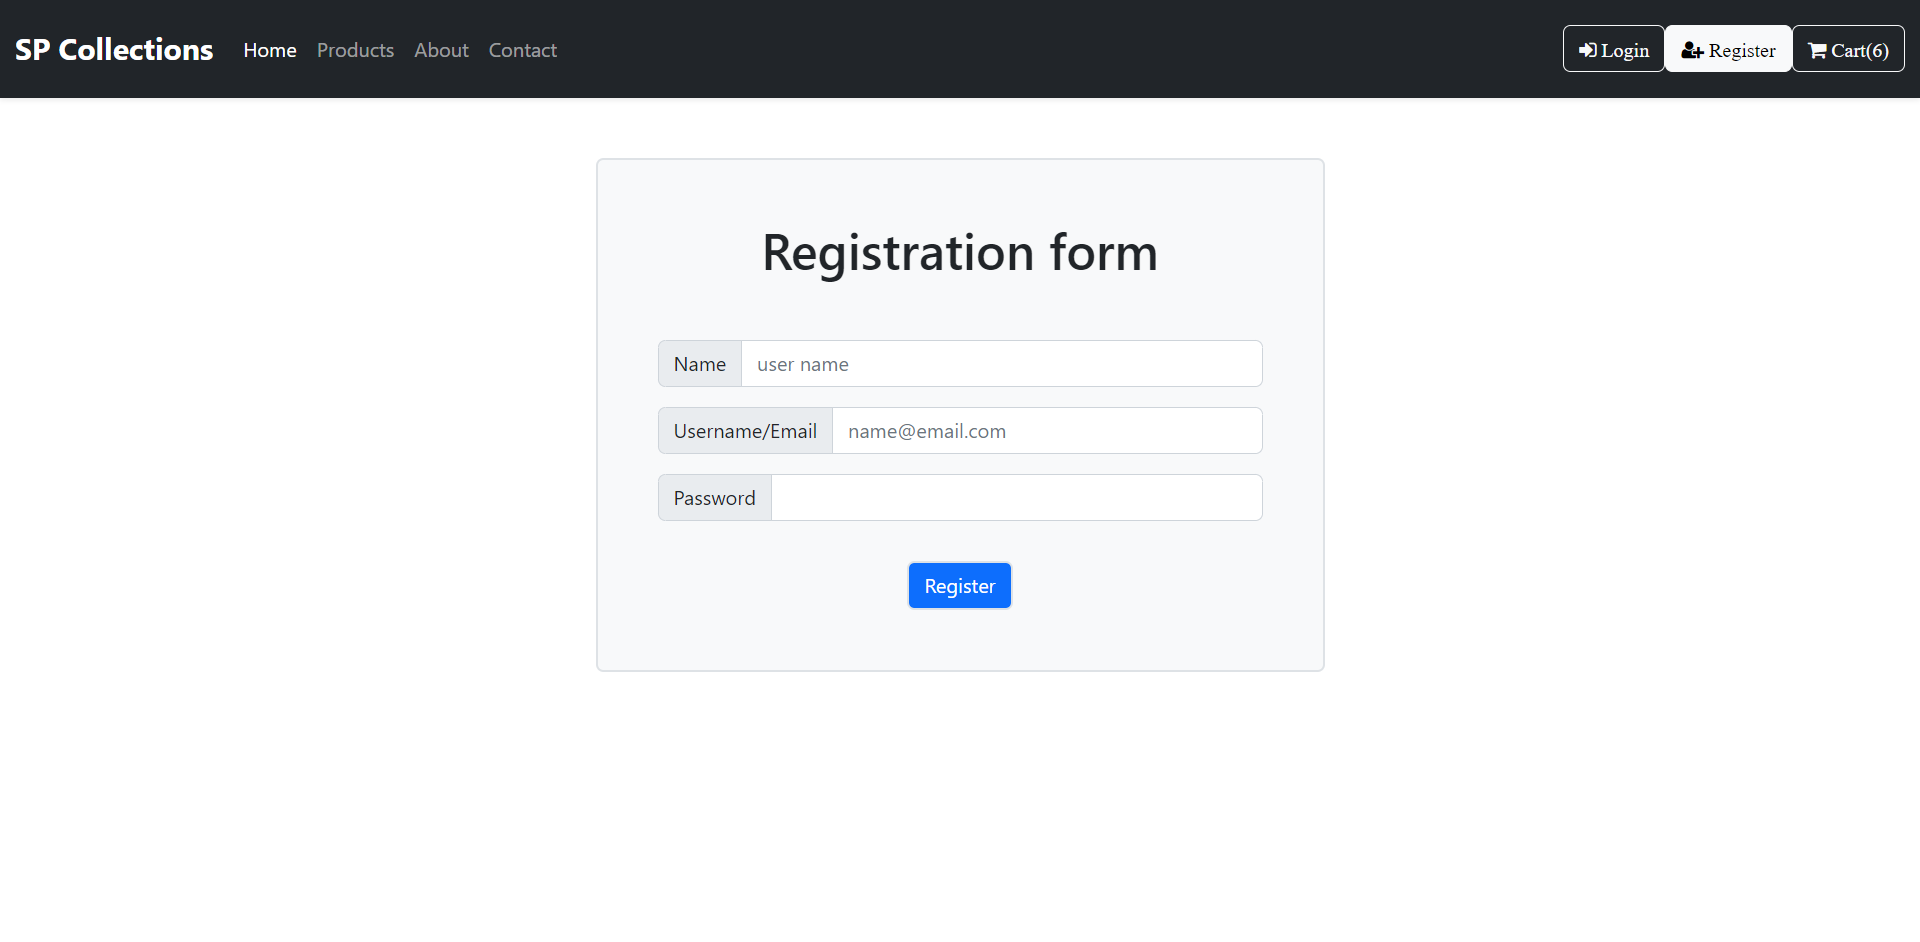 SP Collections Home Products About Contact Login Register Cart(6)
Registration form
Name user name
Username/Email name@email.com
Password
Register